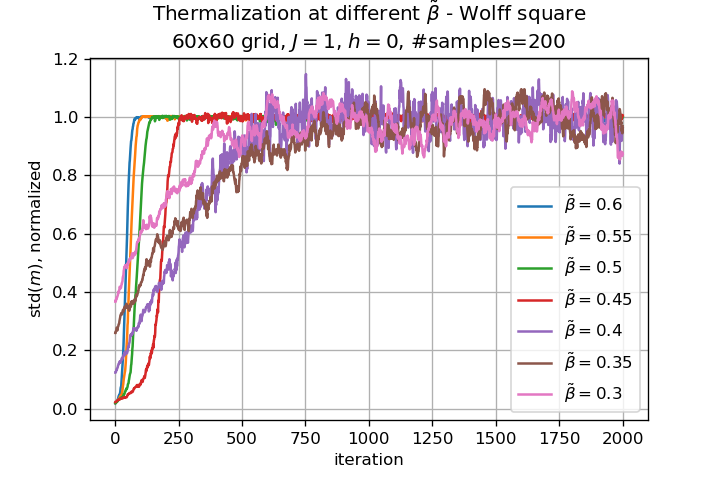 Thermalization at different β̃ - Wolff square
60x60 grid, J = 1, h = 0, #samples=200
std(m), normalized
1.2
1.0
0.8
0.6
0.4
0.2
0.0
β̃ = 0.6
β̃ = 0.55
β̃ = 0.5
β̃ = 0.45
β̃ = 0.4
β̃ = 0.35
β̃ = 0.3
0 250 500 750 1000 1250 1500 1750 2000
iteration